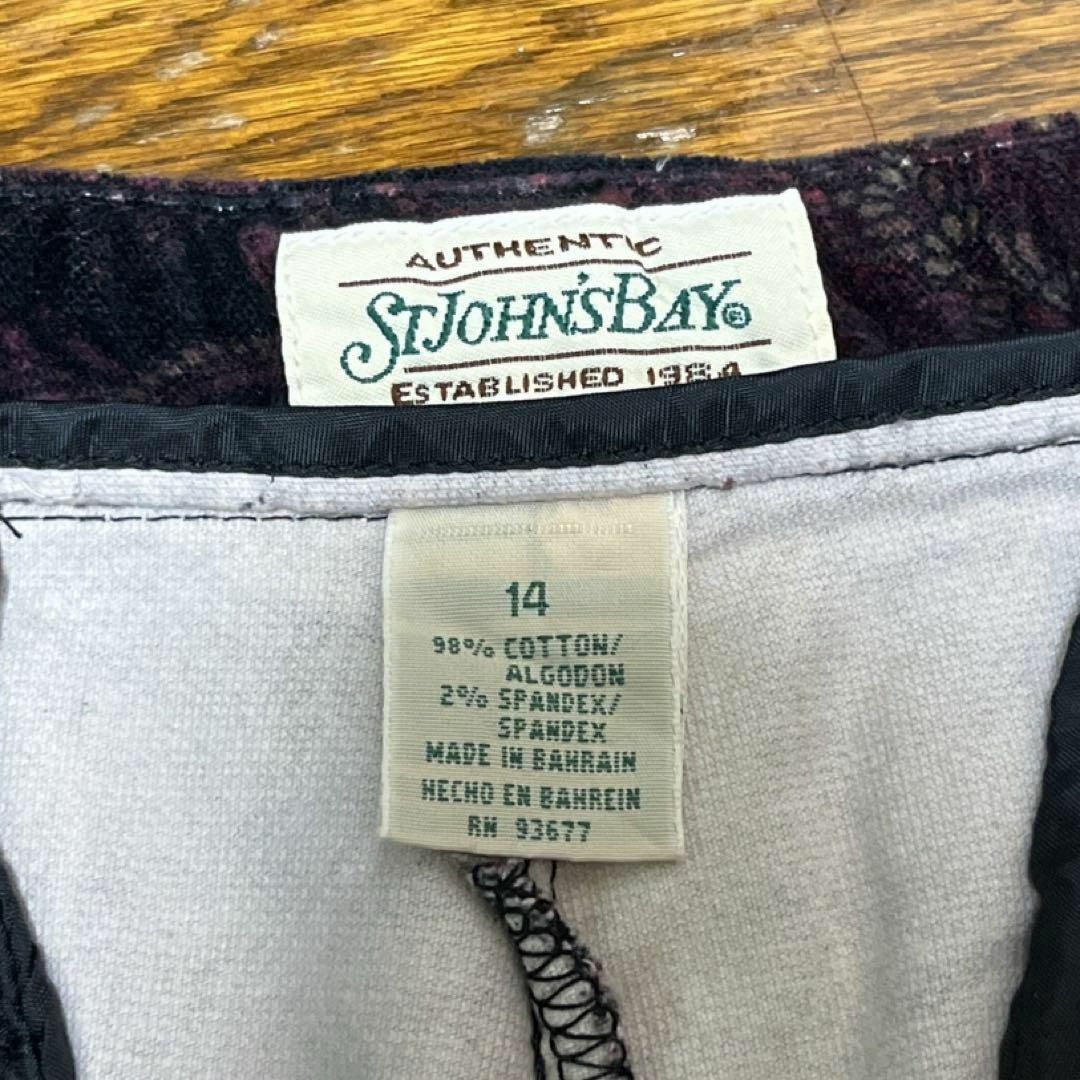 AUTHENTIC
ST JOHN'S BAY®
ESTABLISHED 1984
14
98% COTTON/
ALGODON
2% SPANDEX/
SPANDEX
MADE IN BAHRAIN
HECHO EN BAHREIN
RN 93677